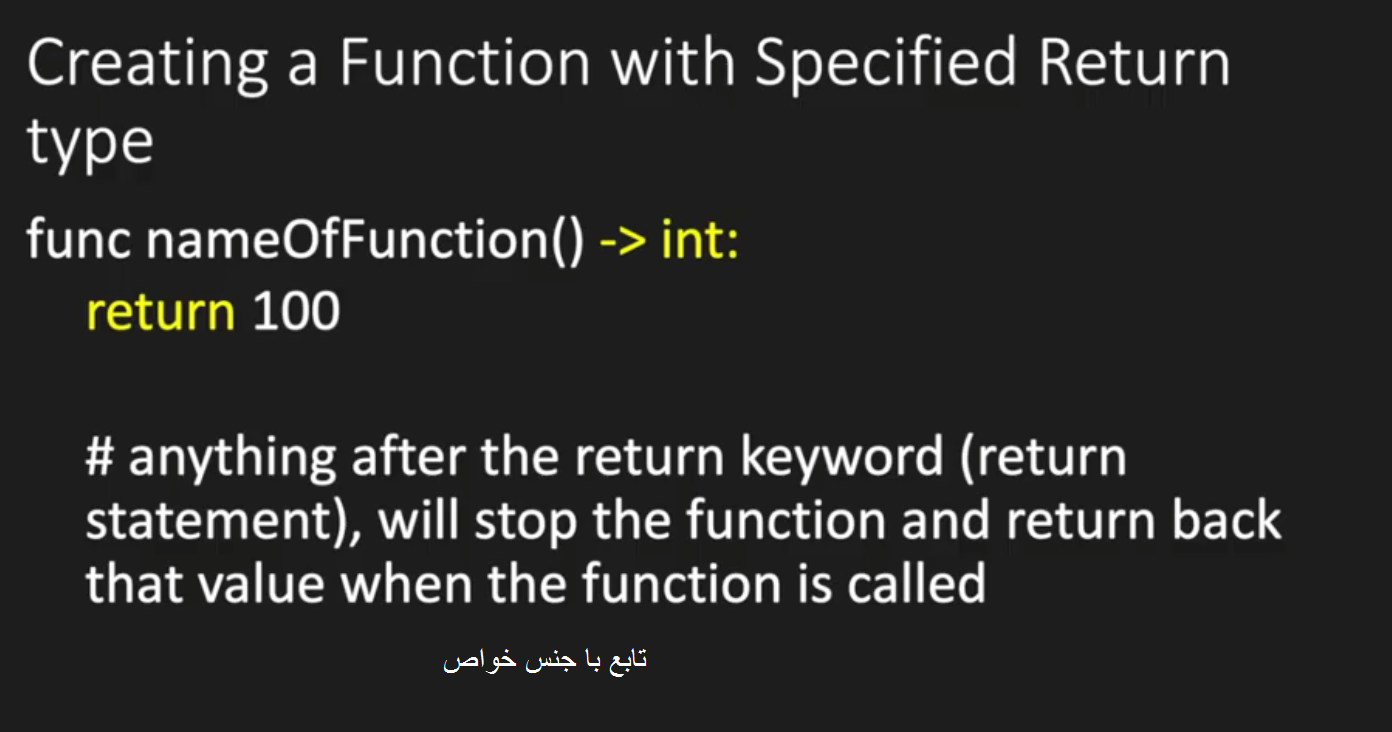 Creating a Function with Specified Return
type
func nameOfFunction() -> int:
return 100
# anything after the return keyword (return
statement), will stop the function and return back
that value when the function is called
تابع با جنس خواص